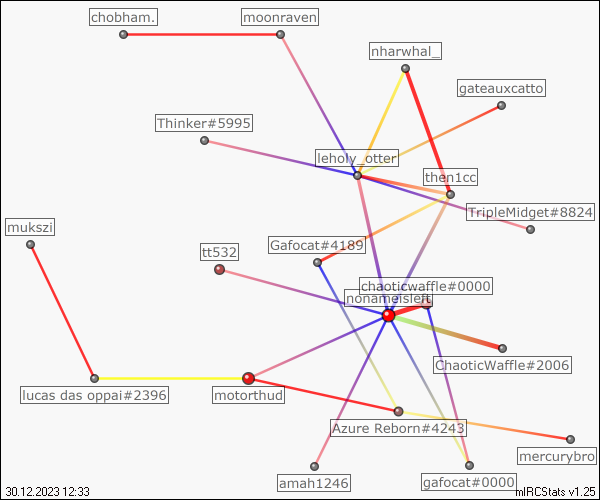 chobham.
moonraven
nharwhal_
gateauxcatto
Thinker#5995
leholy_otter
then1cc
TripleMidget#8824
mukszi
Gafocat#4189
tt532
chaoticwaffle#0000
nonameisleft
ChaoticWaffle#2006
lucas das oppai#2396
motorthud
Azure Reborn#4243
mercurybro
amah1246
gafocat#0000
30.12.2023 12:33
mIRCStats v1.25